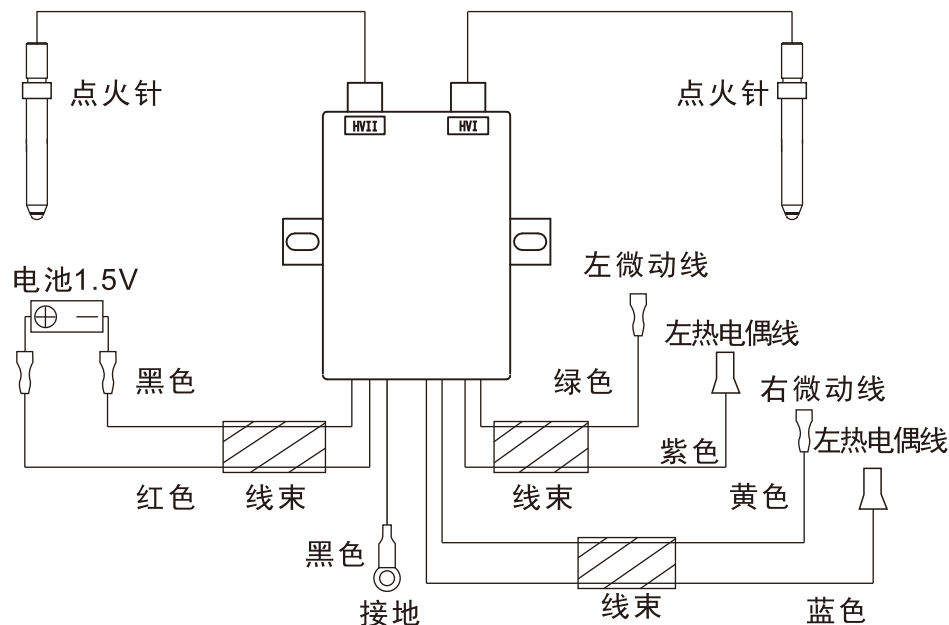 点火针
点火针
HVII
HVI
电池1.5V
左微动线
左热电偶线
黑色
绿色
右微动线
左热电偶线
紫色
红色
线束
线束
黄色
黑色
接地
线束
蓝色